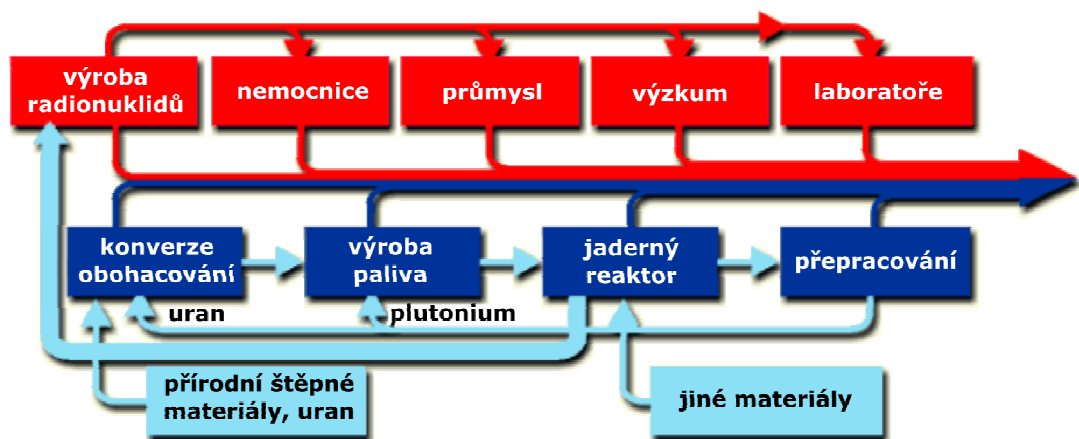 výroba
radionuklidů
nemocnice
průmysl
výzkum
laboratoře
konverze
obohacování
výroba
paliva
jaderný
reaktor
přepracování
uran
plutonium
přírodní štěpné
materiály, uran
jiné materiály